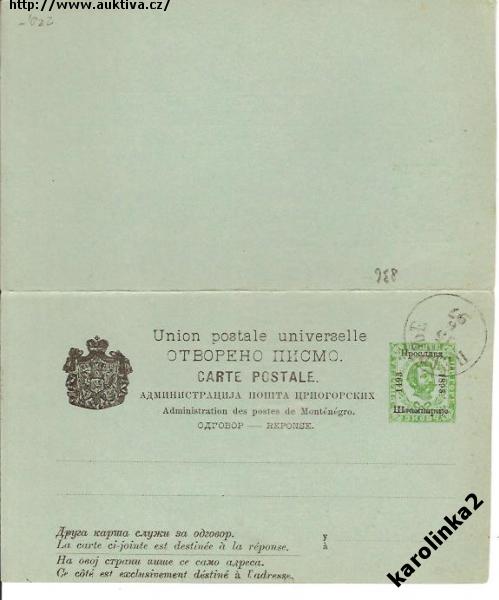 http://www.auktiva.cz/
Union postale universelle
ОТВОРЕНО ПИСМО.
CARTE POSTALE.
АДМИНИСТРАЦИЈА ПОШТА ЦРНОГОРСКИХ
Administration des postes de Monténégro.
ОДГОВОР — REPONSE.
Прослава
1493 1893
Штампарије
Друга карта служи за одговор.
La carte ci-jointe est destinée à la réponse.
У
à
На овој страни пише се само адреса.
Ce côté est exclusinement déstiné à l'adresse.
karolinka2